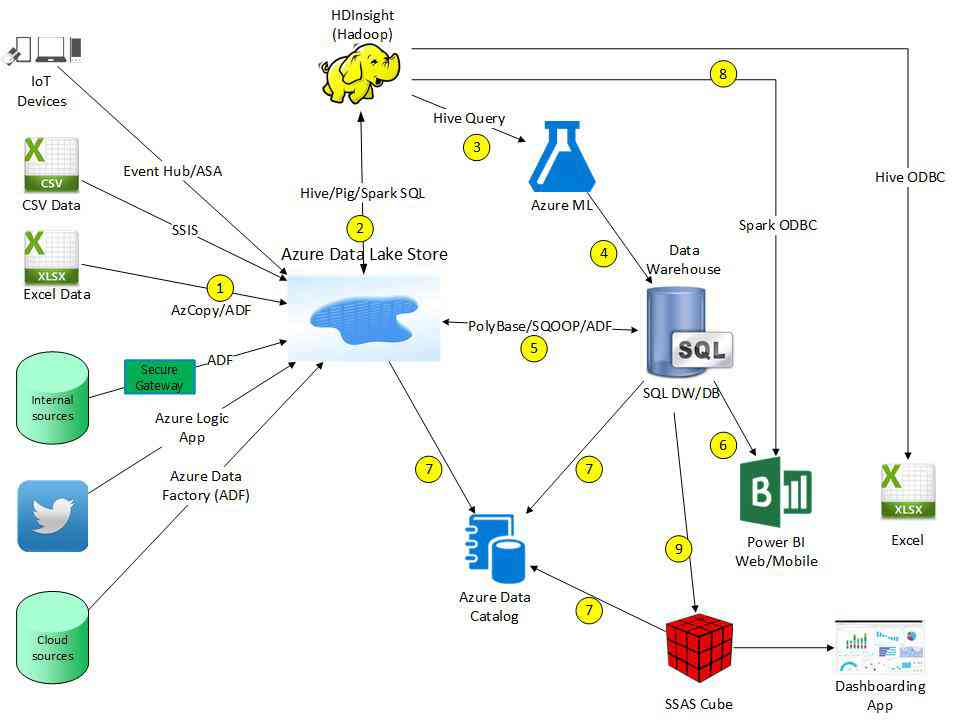 HDInsight
(Hadoop)
IoT
Devices
8
Hive Query
3
Event Hub/ASA
X
CSV
CSV Data
Hive/Pig/Spark SQL
Azure ML
Hive ODBC
SSIS
2
Spark ODBC
X
XLSX
Excel Data
Azure Data Lake Store
4
Data
Warehouse
1
AzCopy/ADF
PolyBase/SQOOP/ADF
5
SQL
SQL DW/DB
ADF
Secure
Gateway
Internal
sources
Azure Logic
App
6
7
7
Azure Data
Factory (ADF)
B
X
XLSX
Excel
Power BI
Web/Mobile
9
Azure Data
Catalog
7
Cloud
sources
SSAS Cube
Dashboarding
App